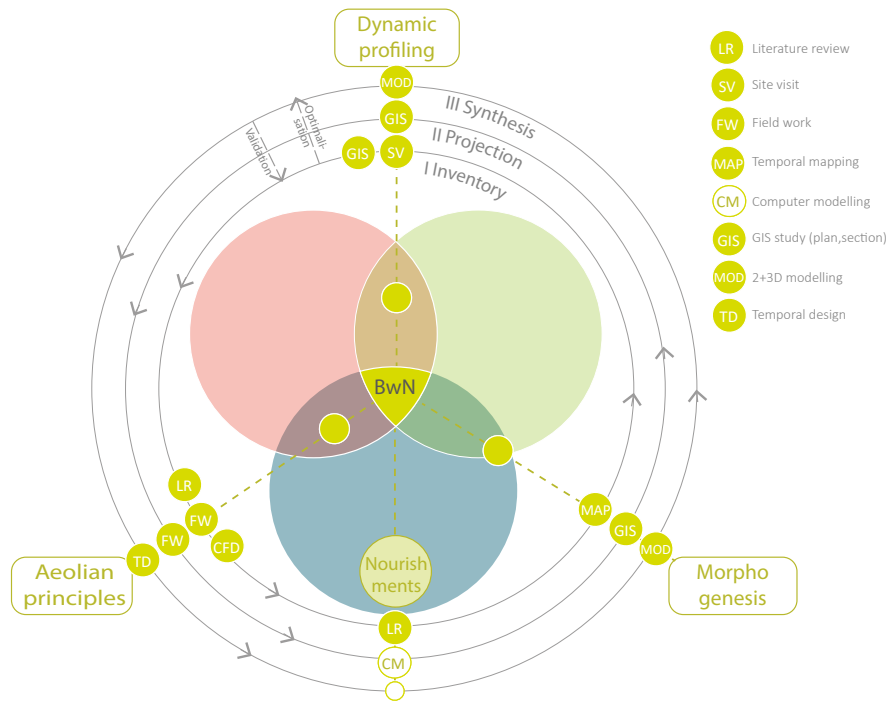 Dynamic
profiling
MOD
GIS
GIS
SV
III Synthesis
II Projection
I Inventory
Validation
Optimali-
sation
LR Literature review
SV Site visit
FW Field work
MAP Temporal mapping
CM Computer modelling
GIS GIS study (plan,section)
MOD 2+3D modelling
TD Temporal design
BwN
LR
FW
FW
CFD
TD
Aeolian
principles
Nourish
ments
LR
CM
MAP
GIS
MOD
Morpho
genesis